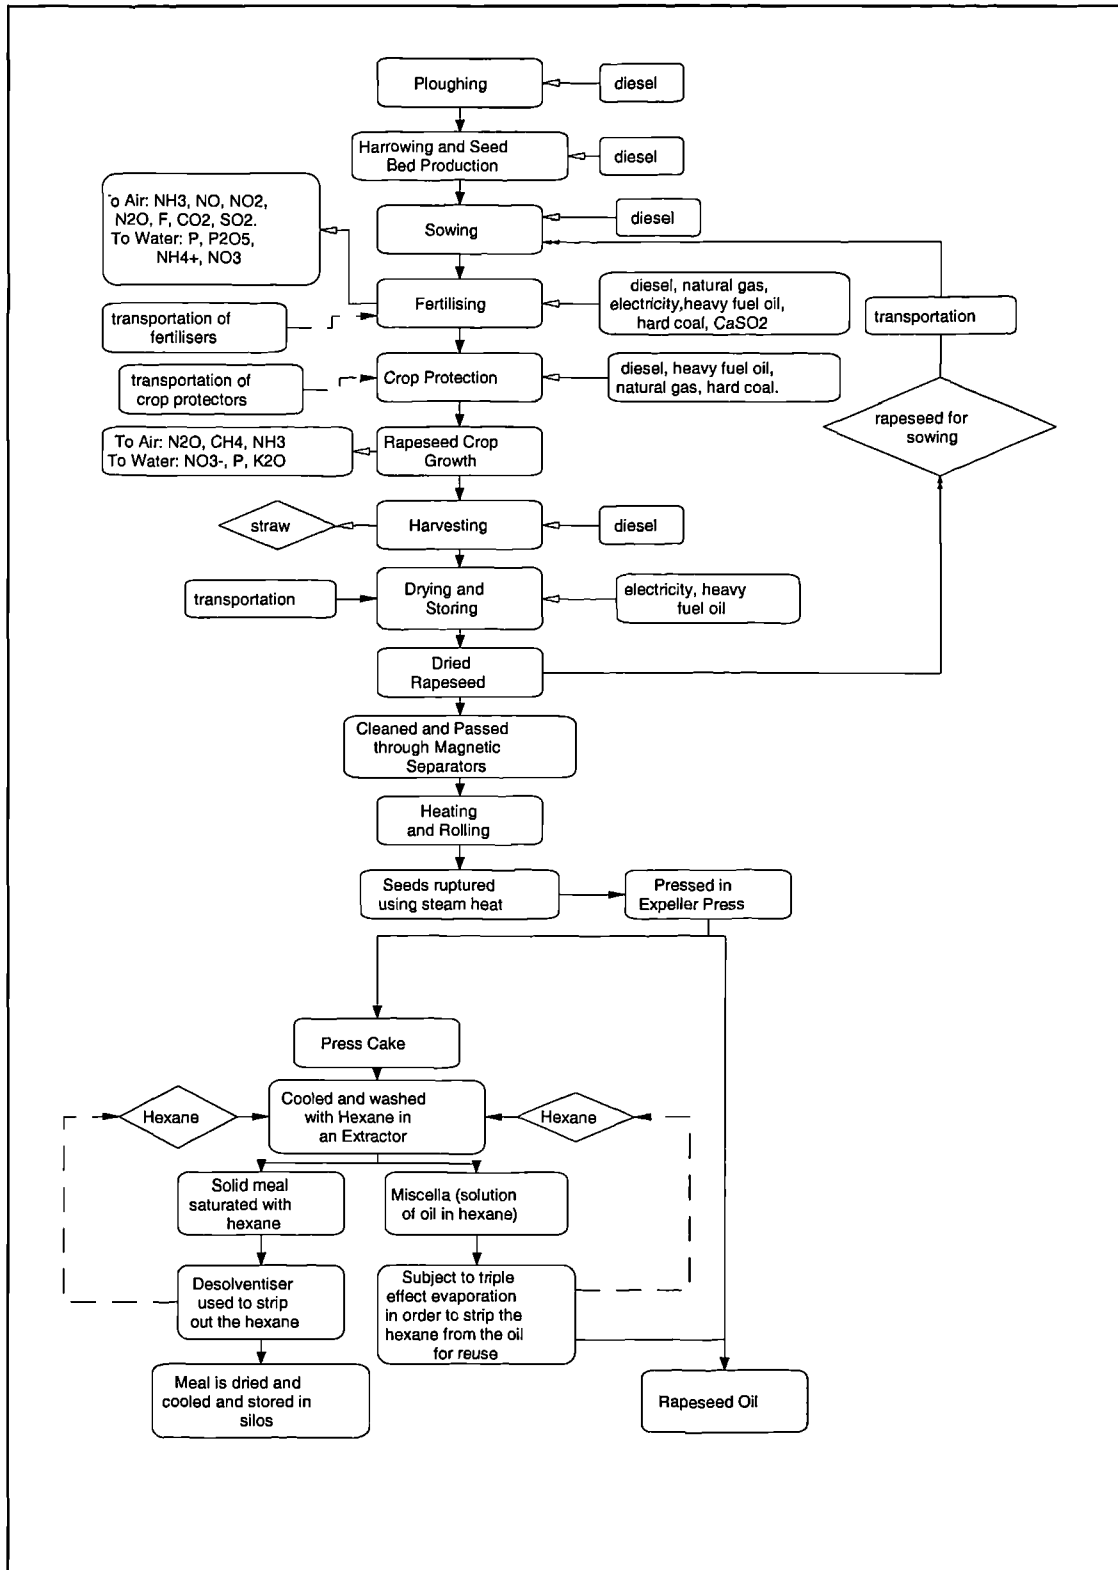 Ploughing
diesel
Harrowing and Seed
Bed Production
diesel
o Air: NH3, NO, NO2,
N2O, F, CO2, SO2.
To Water: P, P2O5,
NH4+, NO3
Sowing
diesel
Fertilising
diesel, natural gas,
electricity,heavy fuel oil,
hard coal, CaSO2
transportation
transportation of
fertilisers
Crop Protection
diesel, heavy fuel oil,
natural gas, hard coal.
transportation of
crop protectors
rapeseed for
sowing
To Air: N2O, CH4, NH3
To Water: NO3-, P, K2O
Rapeseed Crop
Growth
straw
Harvesting
diesel
transportation
Drying and
Storing
electricity, heavy
fuel oil
Dried
Rapeseed
Cleaned and Passed
through Magnetic
Separators
Heating
and Rolling
Seeds ruptured
using steam heat
Pressed in
Expeller Press
Press Cake
Hexane
Cooled and washed
with Hexane in
an Extractor
Hexane
Solid meal
saturated with
hexane
Miscella (solution
of oil in hexane)
Desolventiser
used to strip
out the hexane
Subject to triple
effect evaporation
in order to strip the
hexane from the oil
for reuse
Meal is dried and
cooled and stored in
silos
Rapeseed Oil